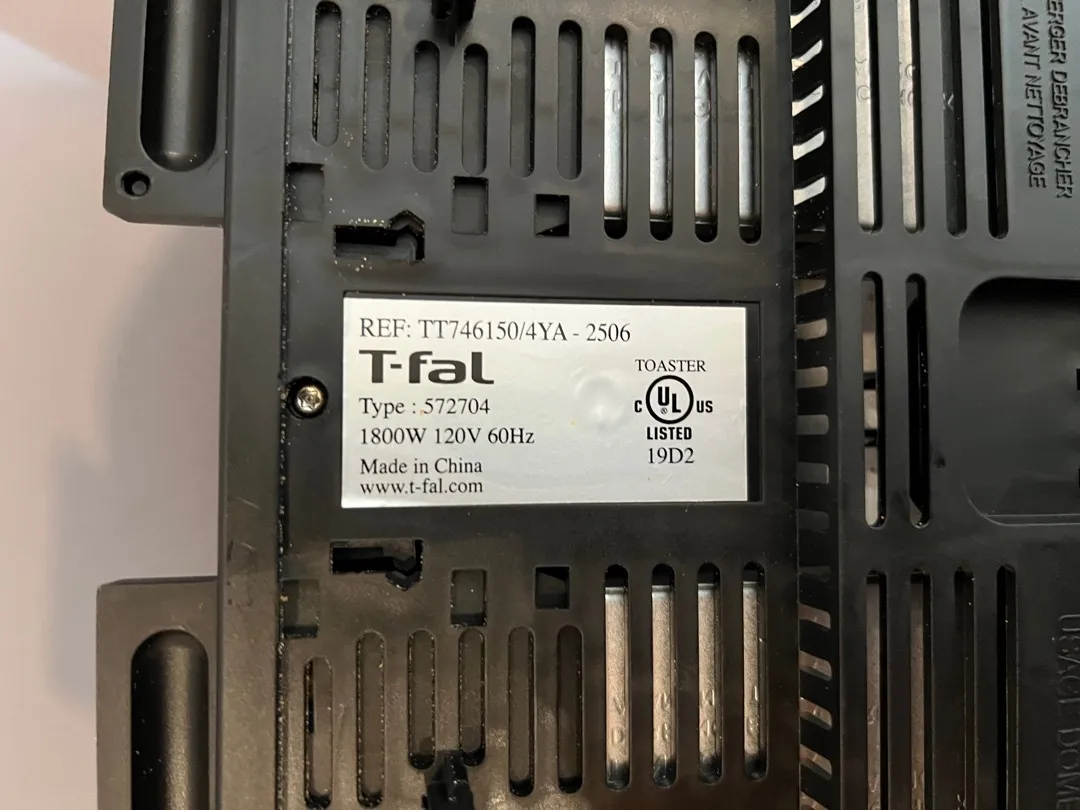 REF: TT746150/4YA - 2506
T-fal
Type : 572704
1800W 120V 60Hz
Made in China
www.t-fal.com
TOASTER
C UL ® US
LISTED
19D2
DEBRANCHER
AVANT NETTOYAGE